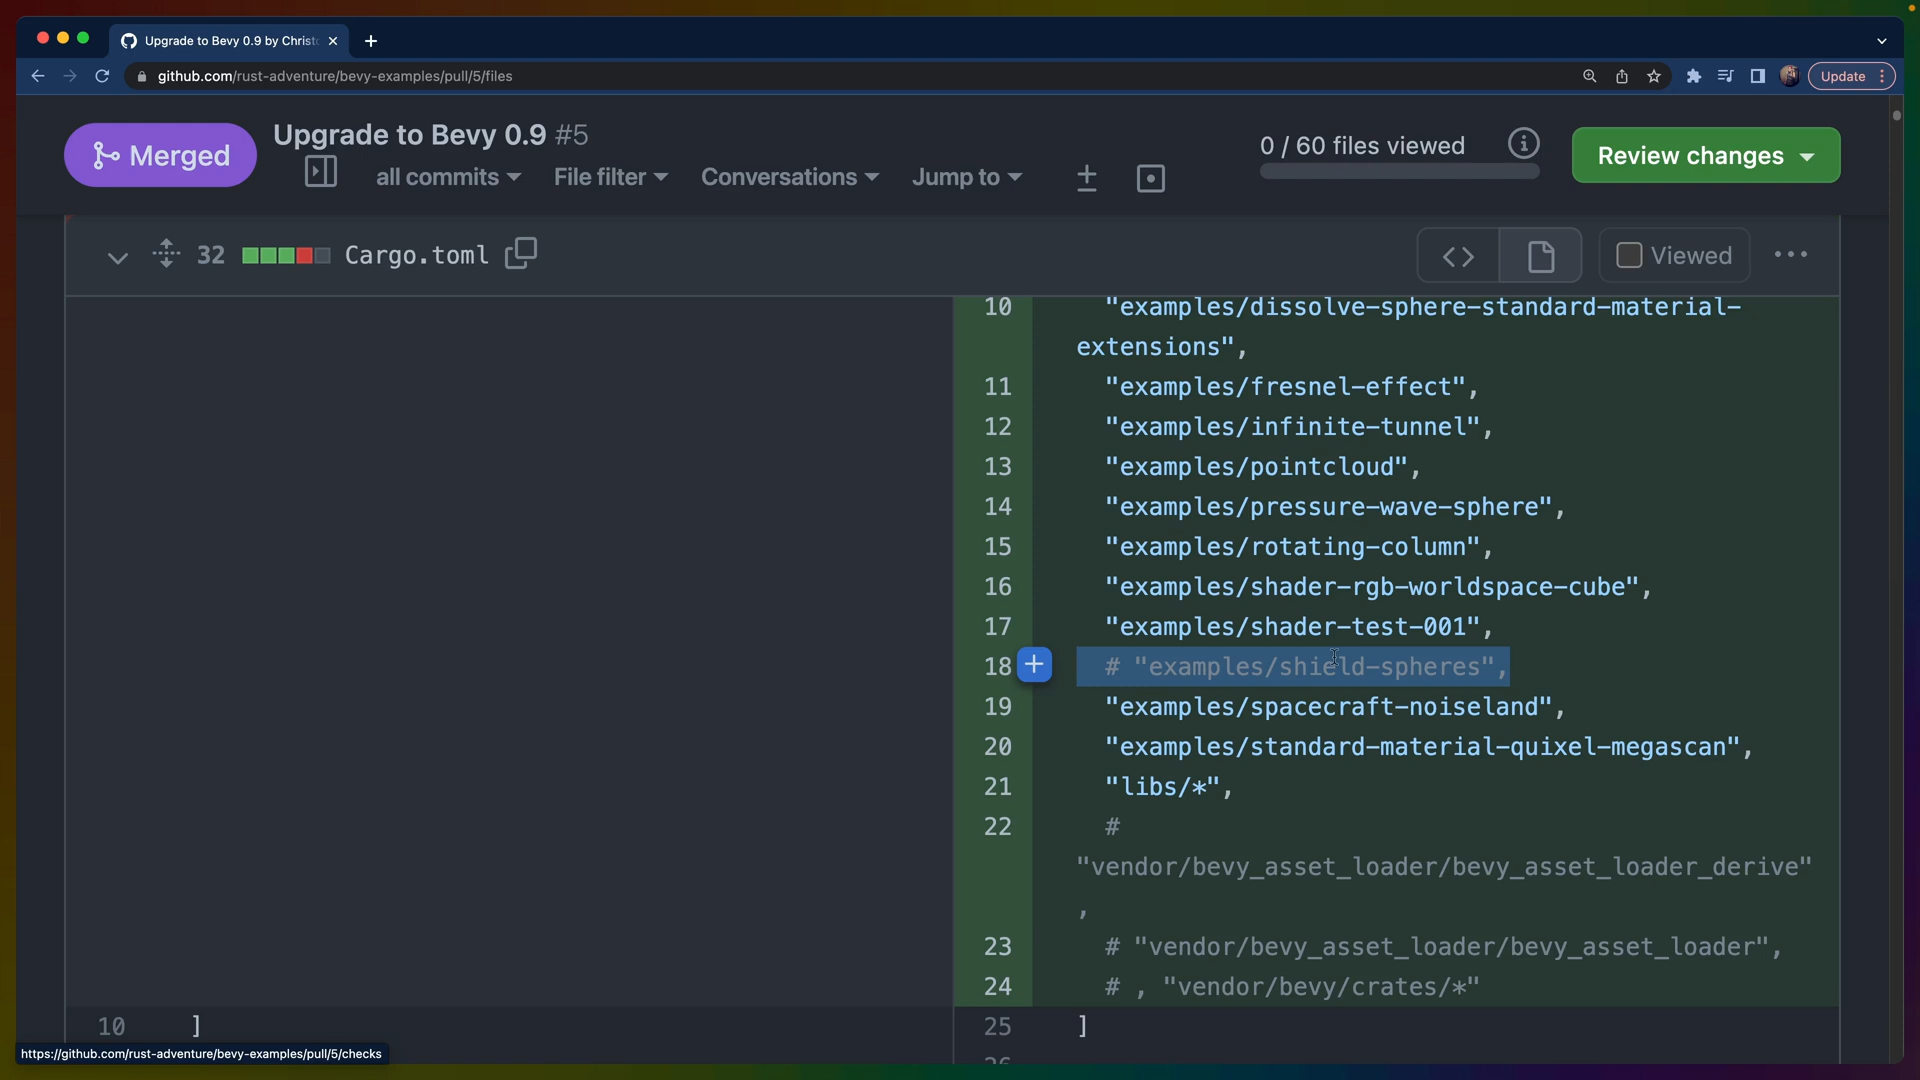 Upgrade to Bevy 0.9 by Christ
github.com/rust-adventure/bevy-examples/pull/5/files
Update
Merged
Upgrade to Bevy 0.9 #5
all commits
File filter
Conversations
Jump to
0 / 60 files viewed
Review changes
32
Cargo.toml
Viewed
10 "examples/dissolve-sphere-standard-material-
extensions",
11 "examples/fresnel-effect",
12 "examples/infinite-tunnel",
13 "examples/pointcloud",
14 "examples/pressure-wave-sphere",
15 "examples/rotating-column",
16 "examples/shader-rgb-worldspace-cube",
17 "examples/shader-test-001",
18 # "examples/shield-spheres",
19 "examples/spacecraft-noiseland",
20 "examples/standard-material-quixel-megascan",
21 "libs/*",
22 #
"vendor/bevy_asset_loader/bevy_asset_loader_derive"
,
23 # "vendor/bevy_asset_loader/bevy_asset_loader",
24 # , "vendor/bevy/crates/*"
10 ]
25 ]
https://github.com/rust-adventure/bevy-examples/pull/5/checks